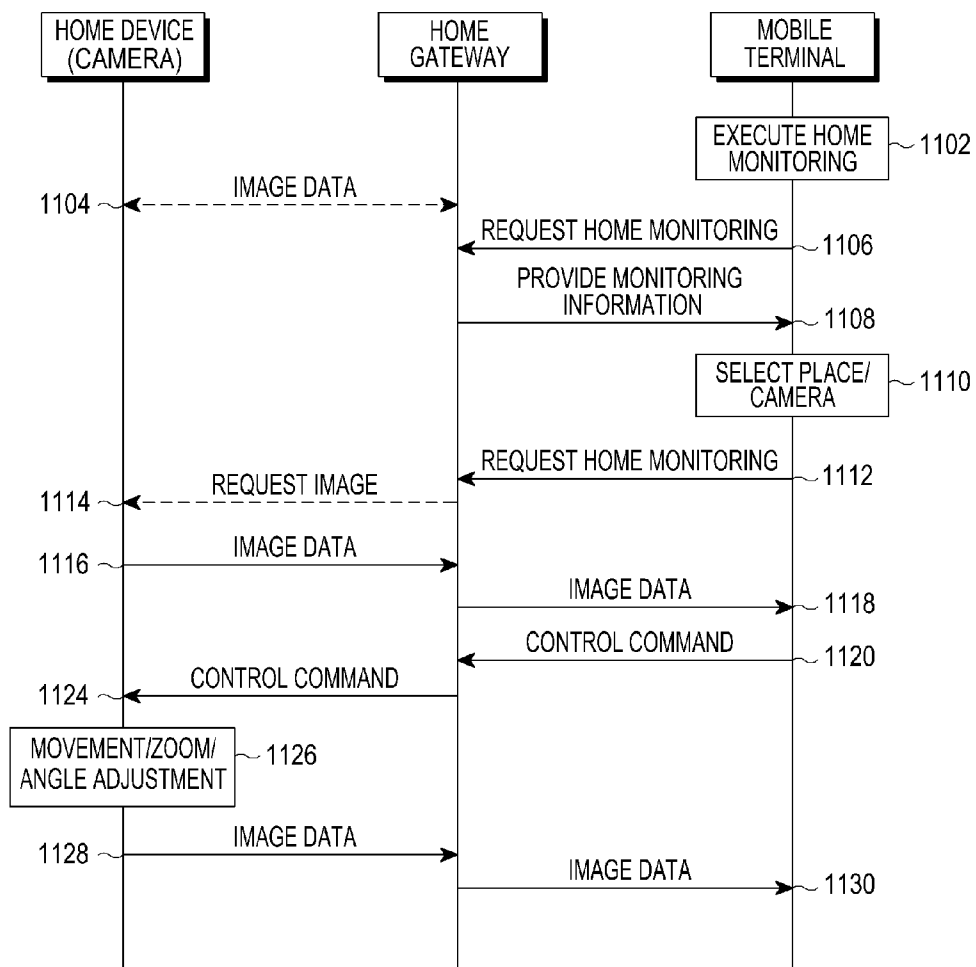 HOME DEVICE
(CAMERA)
HOME
GATEWAY
MOBILE
TERMINAL
EXECUTE HOME
MONITORING
1102
1104
IMAGE DATA
REQUEST HOME MONITORING
1106
PROVIDE MONITORING
INFORMATION
1108
SELECT PLACE/
CAMERA
1110
REQUEST HOME MONITORING
1112
1114
REQUEST IMAGE
1116
IMAGE DATA
IMAGE DATA
1118
CONTROL COMMAND
1120
1124
CONTROL COMMAND
MOVEMENT/ZOOM/
ANGLE ADJUSTMENT
1126
1128
IMAGE DATA
IMAGE DATA
1130